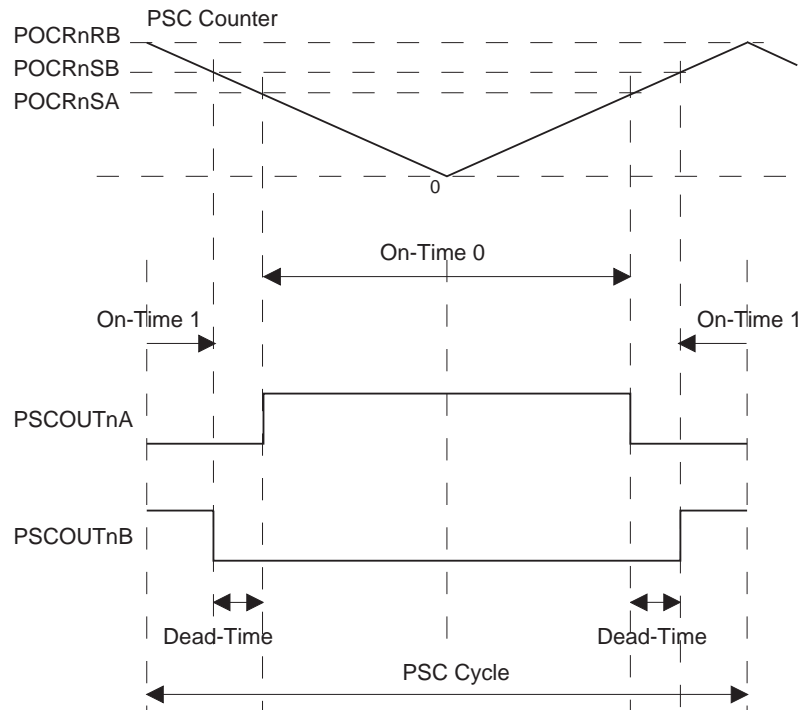 PSC Counter
POCRnRB
POCRnSB
POCRnSA
0
On-Time 0
On-Time 1
On-Time 1
PSCOUTnA
PSCOUTnB
Dead-Time
Dead-Time
PSC Cycle